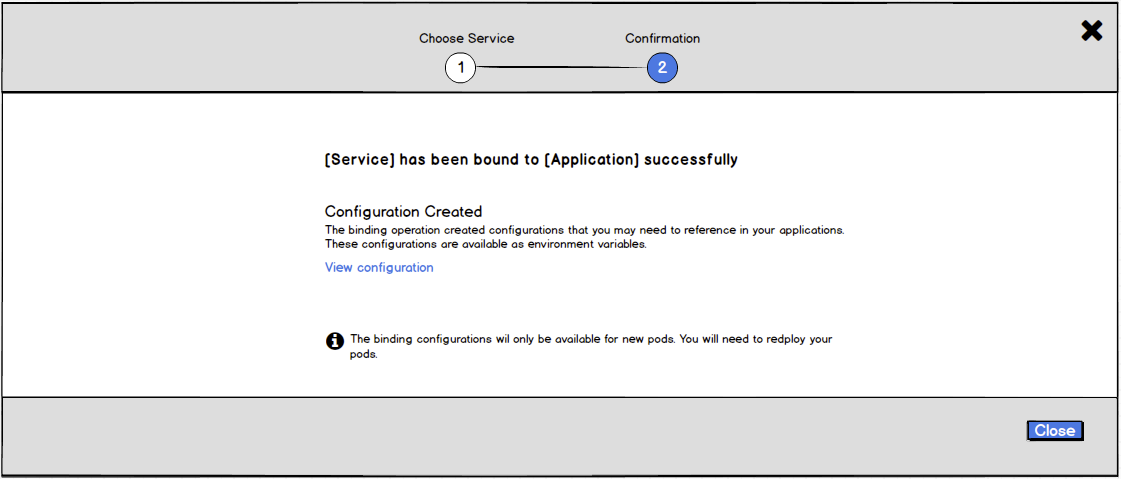 Choose Service
Confirmation
1
2
[Service] has been bound to [Application] successfully
Configuration Created
The binding operation created configurations that you may need to reference in your applications.
These configurations are available as environment variables.
View configuration
The binding configurations wil only be available for new pods. You will need to redploy your
pods.
Close